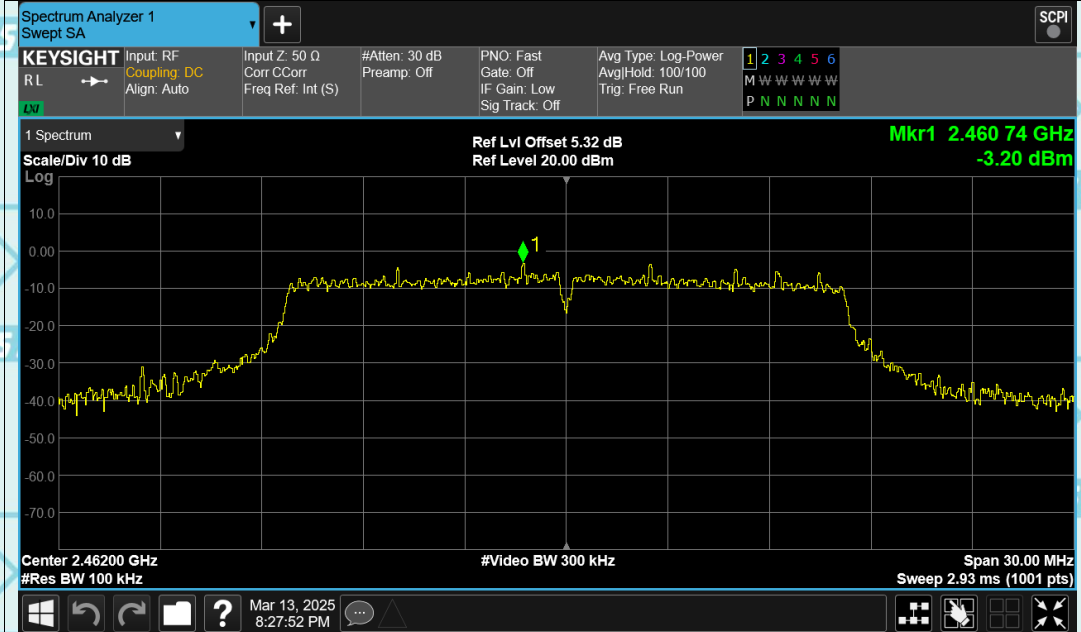 Spectrum Analyzer 1
Swept SA
+
SCPI
KEYSIGHT
R L
LXI
Input: RF
Coupling: DC
Align: Auto
Input Z: 50 Ω
Corr CCorr
Freq Ref: Int (S)
#Atten: 30 dB
Preamp: Off
PNO: Fast
Gate: Off
IF Gain: Low
Sig Track: Off
Avg Type: Log-Power
Avg|Hold: 100/100
Trig: Free Run
1 2 3 4 5 6
M W W W W W
P N N N N N
1 Spectrum
Scale/Div 10 dB
Log
Ref Lvl Offset 5.32 dB
Ref Level 20.00 dBm
Mkr1 2.460 74 GHz
-3.20 dBm
10.0
0.00
-10.0
-20.0
-30.0
-40.0
-50.0
-60.0
-70.0
1
Center 2.46200 GHz
#Res BW 100 kHz
#Video BW 300 kHz
Span 30.00 MHz
Sweep 2.93 ms (1001 pts)
?
Mar 13, 2025
8:27:52 PM